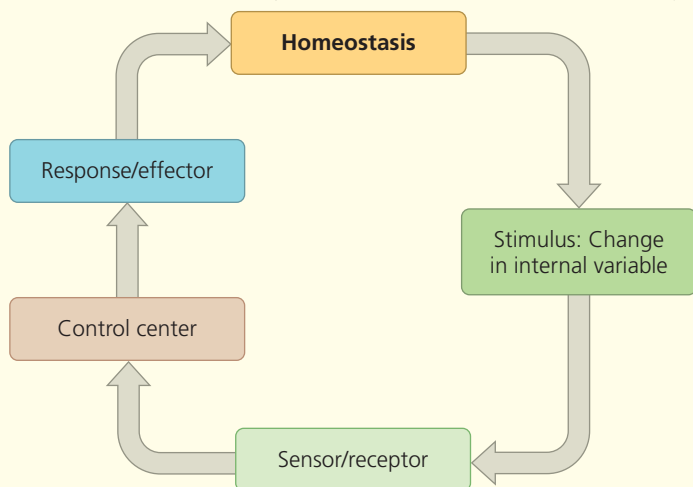 Homeostasis
Response/effector
Stimulus: Change
in internal variable
Control center
Sensor/receptor